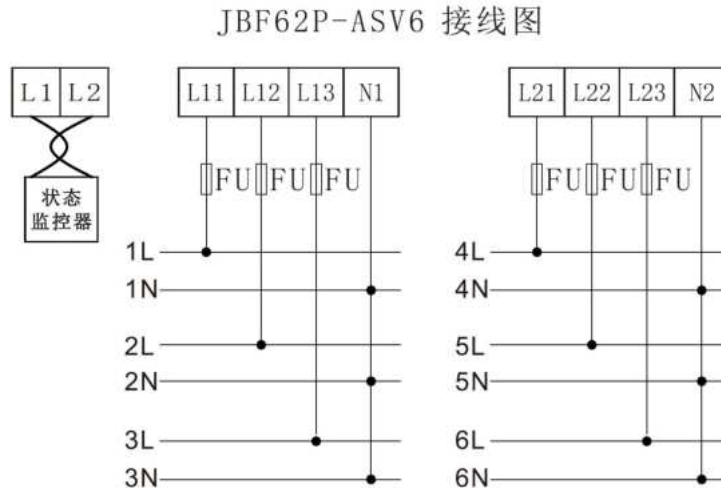 JBF62P-ASV6 接线图
L1 L2 L11 L12 L13 N1 L21 L22 L23 N2
FU FU FU FU FU FU
状态
监控器
1L 4L
1N 4N
2L 5L
2N 5N
3L 6L
3N 6N